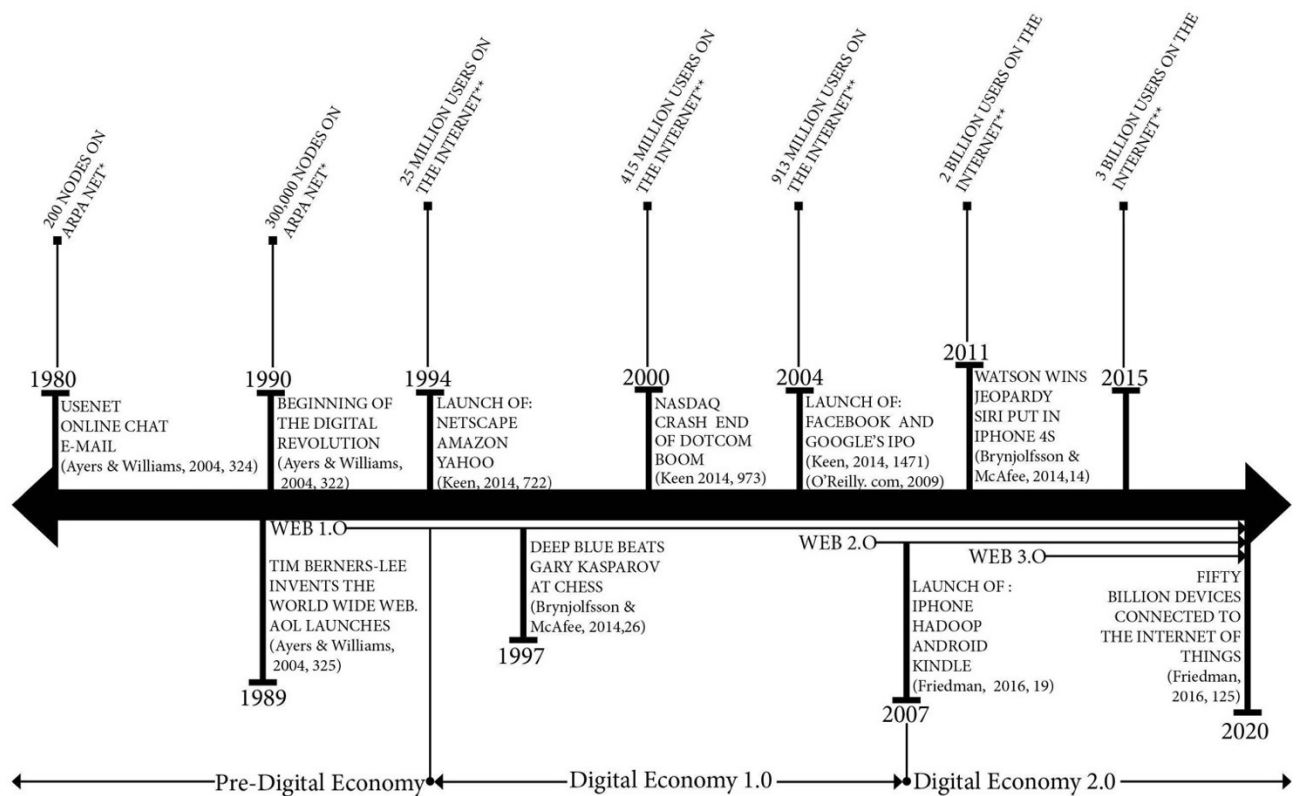 200 NODES ON
ARPA NET*
300,000 NODES ON
ARPA NET*
25 MILLION USERS ON
THE INTERNET**
415 MILLION USERS ON
THE INTERNET**
913 MILLION USERS ON
THE INTERNET**
2 BILLION USERS ON THE
INTERNET**
3 BILLION USERS ON THE
INTERNET**
1980
USENET
ONLINE CHAT
E-MAIL
(Ayers & Williams, 2004, 324)
1990
BEGINNING OF
THE DIGITAL
REVOLUTION
(Ayers & Williams,
2004, 322)
1994
LAUNCH OF:
NETSCAPE
AMAZON
YAHOO
(Keen, 2014, 722)
2000
NASDAQ
CRASH END
OF DOTCOM
BOOM
(Keen 2014, 973)
2004
LAUNCH OF:
FACEBOOK AND
GOOGLE'S IPO
(Keen, 2014, 1471)
(O'Reilly. com, 2009)
2011
WATSON WINS
JEOPARDY
SIRI PUT IN
IPHONE 4S
(Brynjolfsson &
McAfee, 2014,14)
2015
WEB 1.O
WEB 2.O
WEB 3.O
TIM BERNERS-LEE
INVENTS THE
WORLD WIDE WEB.
AOL LAUNCHES
(Ayers & Williams,
2004, 325)
1989
DEEP BLUE BEATS
GARY KASPAROV
AT CHESS
(Brynjolfsson &
McAfee, 2014,26)
1997
LAUNCH OF :
IPHONE
HADOOP
ANDROID
KINDLE
(Friedman, 2016, 19)
2007
FIFTY
BILLION DEVICES
CONNECTED TO
THE INTERNET OF
THINGS
(Friedman,
2016, 125)
2020
Pre-Digital Economy
Digital Economy 1.0
Digital Economy 2.0